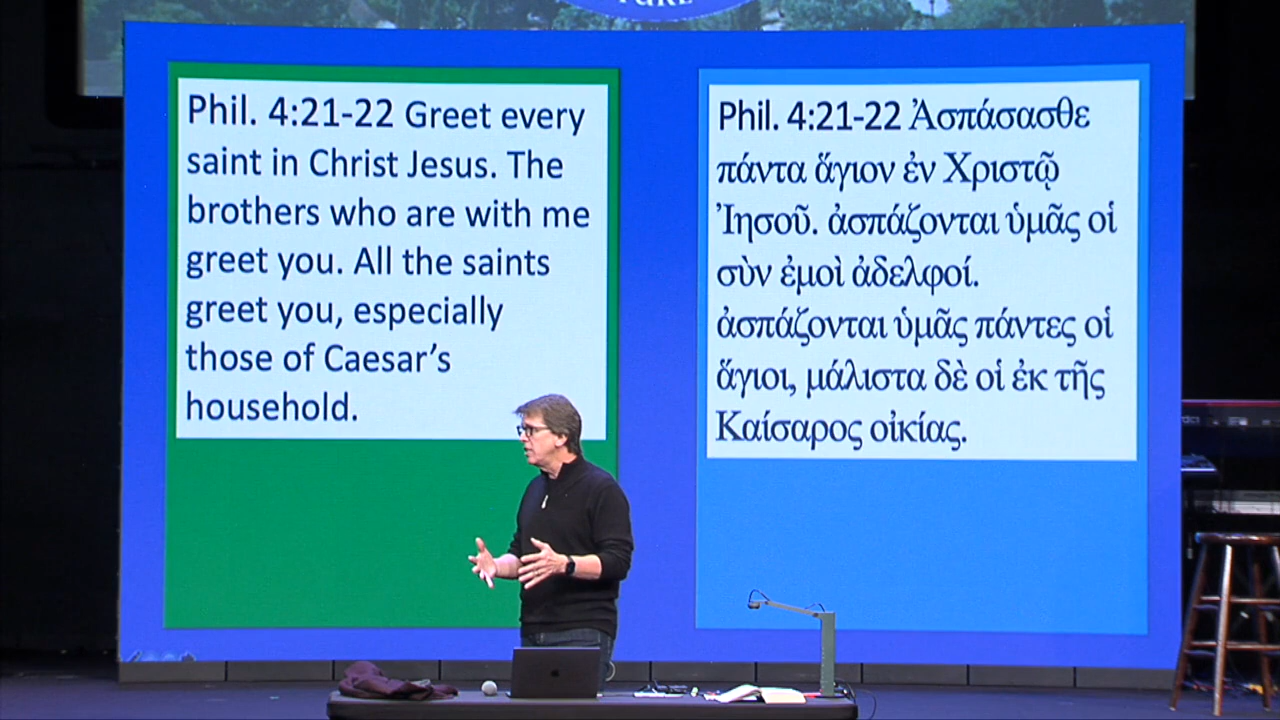 Phil. 4:21-22 Greet every
saint in Christ Jesus. The
brothers who are with me
greet you. All the saints
greet you, especially
those of Caesar’s
household.
Phil. 4:21-22 Ἀσπάσασθε
πάντα ἅγιον ἐν Χριστῷ
Ἰησοῦ. ἀσπάζονται ὑμᾶς οἱ
σὺν ἐμοὶ ἀδελφοί.
ἀσπάζονται ὑμᾶς πάντες οἱ
ἅγιοι, μάλιστα δὲ οἱ ἐκ τῆς
Καίσαρος οἰκίας.